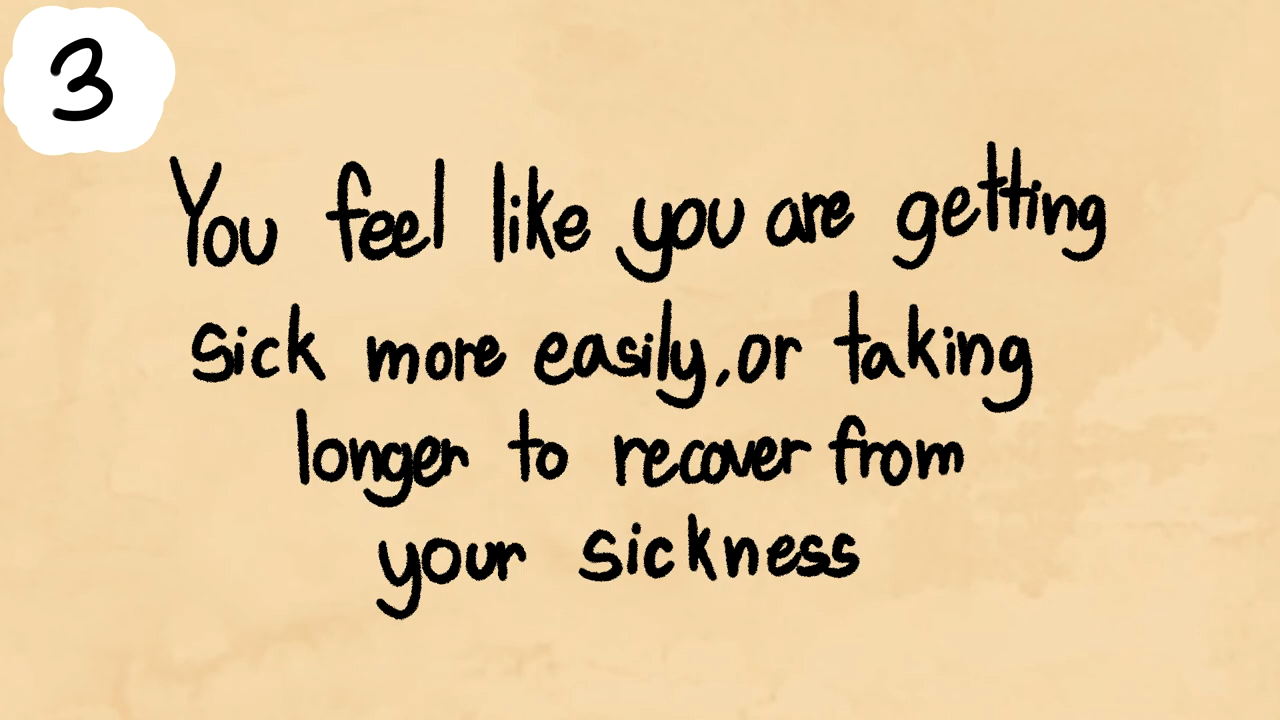 3
You feel like you are getting
sick more easily, or taking
longer to recover from
your sickness